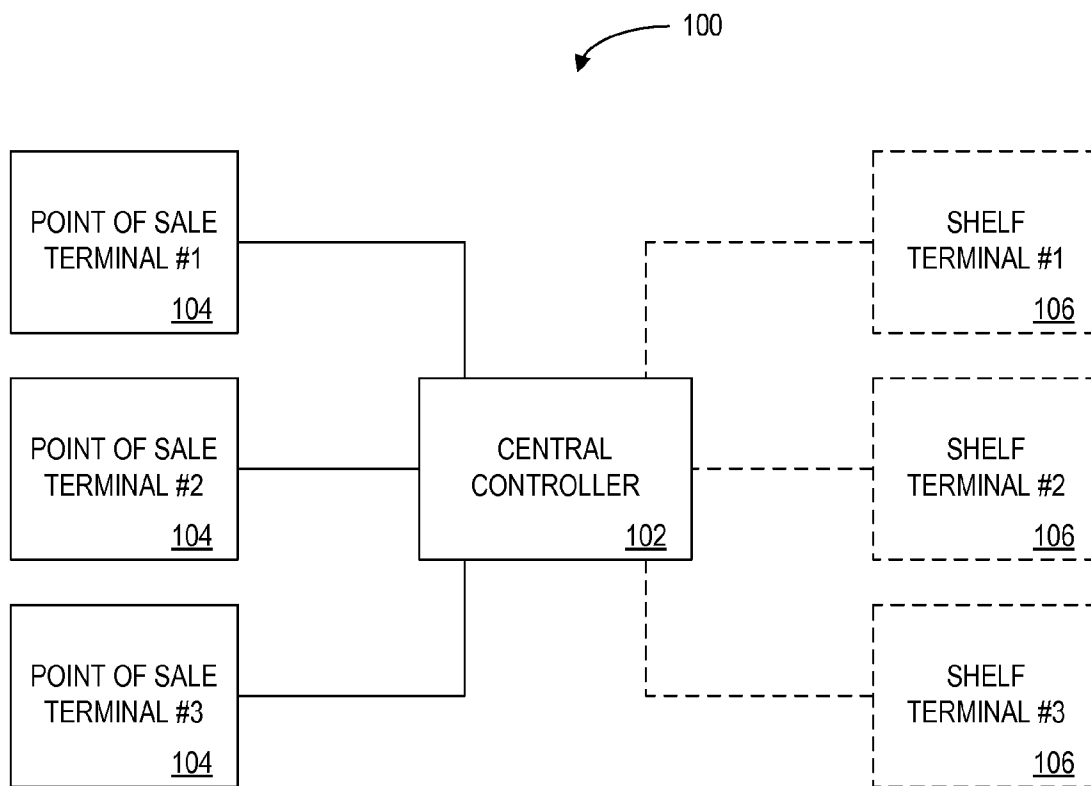 100
POINT OF SALE
TERMINAL #1
104
SHELF
TERMINAL #1
106
POINT OF SALE
TERMINAL #2
104
CENTRAL
CONTROLLER
102
SHELF
TERMINAL #2
106
POINT OF SALE
TERMINAL #3
104
SHELF
TERMINAL #3
106